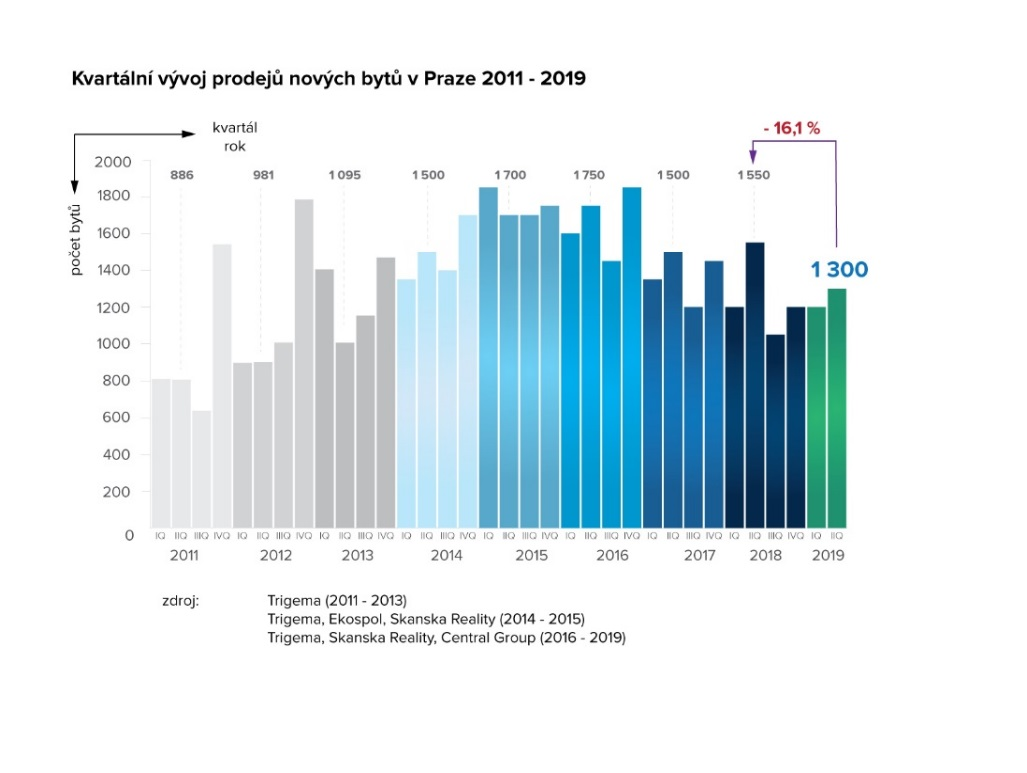 Kvartální vývoj prodejů nových bytů v Praze 2011 - 2019
kvartál
rok
- 16,1 %
počet bytů
2000
1800
1600
1400
1200
1000
800
600
400
200
0
886 981 1 095 1 500 1 700 1 750 1 500 1 550
1 300
IQ IIQ IIIQ IVQ IQ IIQ IIIQ IVQ IQ IIQ IIIQ IVQ IQ IIQ IIIQ IVQ IQ IIQ IIIQ IVQ IQ IIQ IIIQ IVQ IQ IIQ IIIQ IVQ IQ IIQ IIIQ IVQ IQ IIQ
2011 2012 2013 2014 2015 2016 2017 2018 2019
zdroj: Trigema (2011 - 2013)
Trigema, Ekospol, Skanska Reality (2014 - 2015)
Trigema, Skanska Reality, Central Group (2016 - 2019)